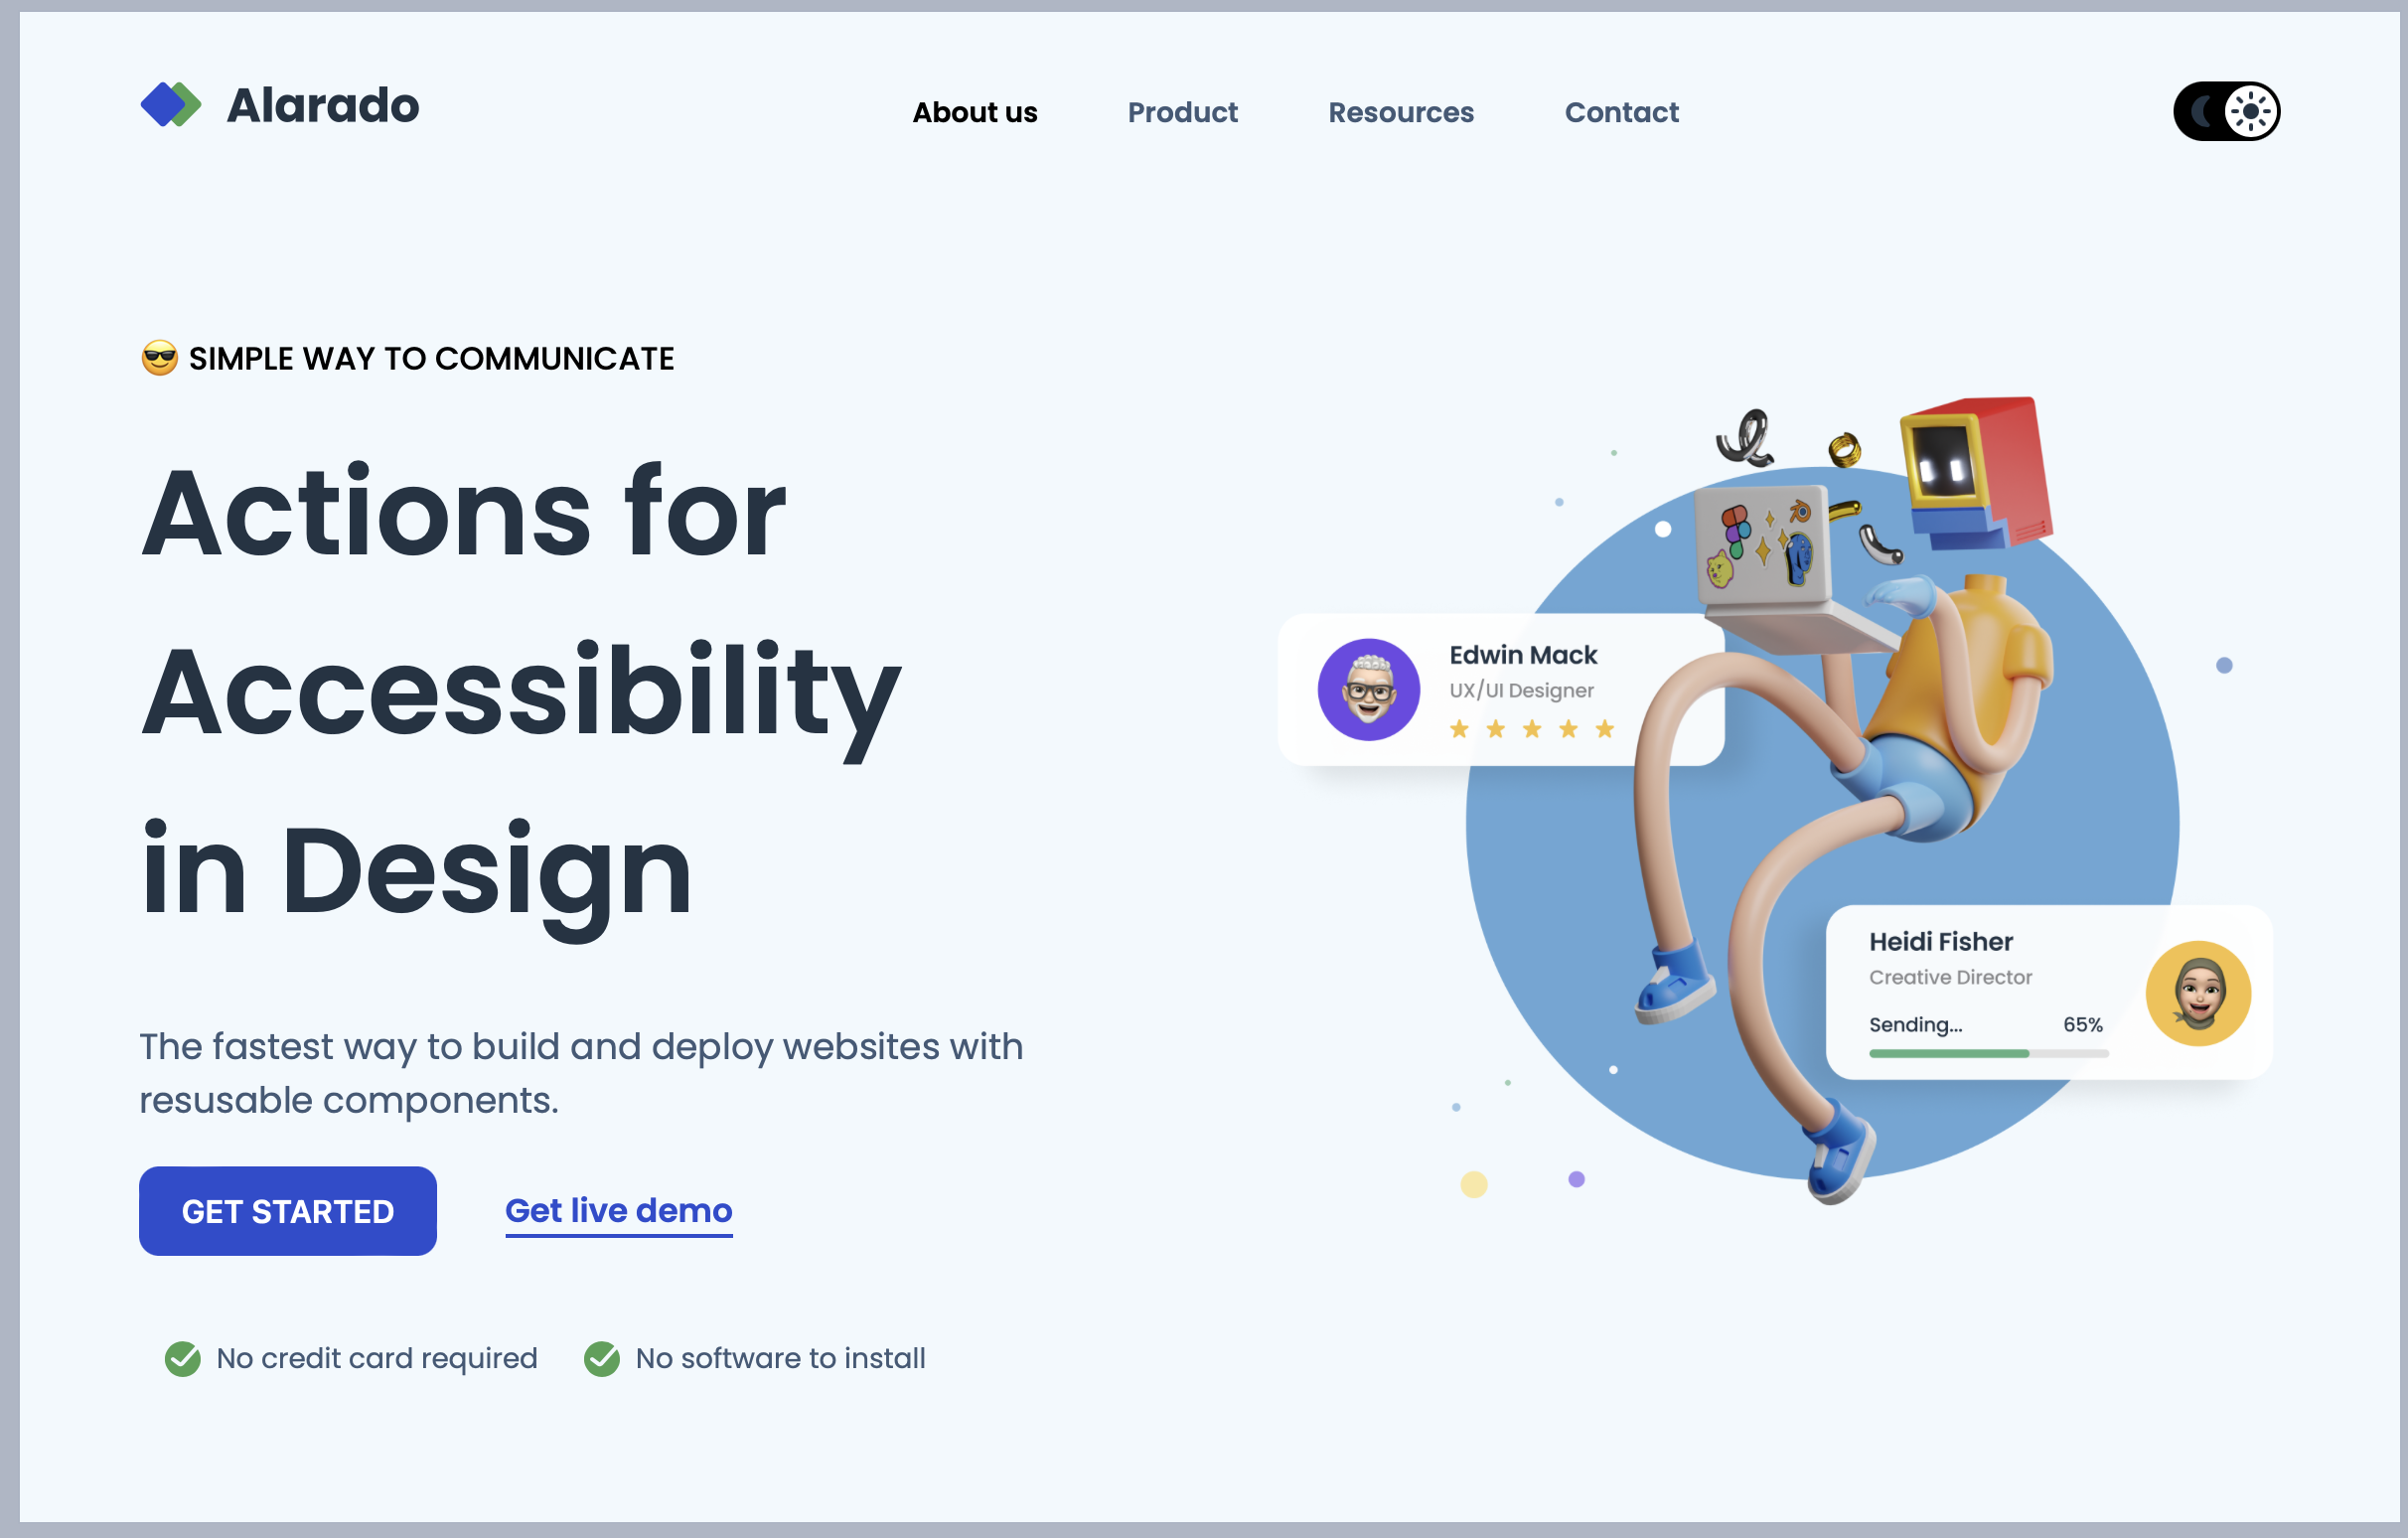 Alarado
About us
Product
Resources
Contact
😎 SIMPLE WAY TO COMMUNICATE
Actions for
Accessibility
in Design
The fastest way to build and deploy websites with
resusable components.
GET STARTED
Get live demo
No credit card required
No software to install
Edwin Mack
UX/UI Designer
Heidi Fisher
Creative Director
Sending... 65%